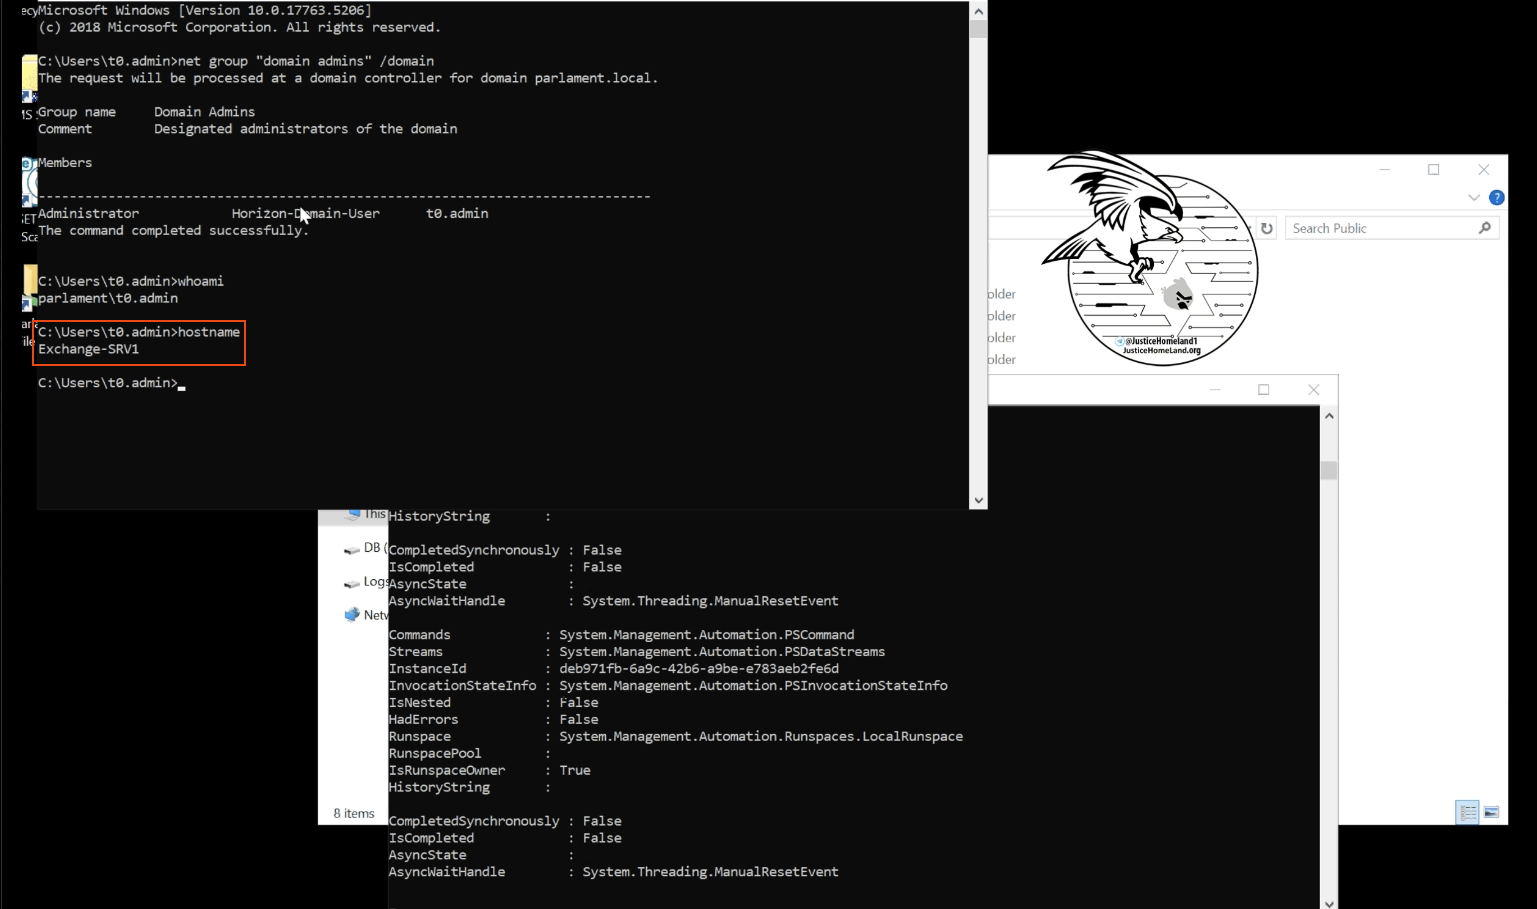 ecy
Microsoft Windows [Version 10.0.17763.5206]
(c) 2018 Microsoft Corporation. All rights reserved.
C:\Users\t0.admin>net group "domain admins" /domain
The request will be processed at a domain controller for domain parlament.local.
Group name     Domain Admins
Comment        Designated administrators of the domain
Members
-------------------------------------------------------------------------------
Administrator            Horizon-Domain-User      t0.admin
The command completed successfully.
C:\Users\t0.admin>whoami
parlament\t0.admin
C:\Users\t0.admin>hostname
Exchange-SRV1
C:\Users\t0.admin>
Search Public
older
older
older
older
@JusticeHomeland1
JusticeHomeLand.org
This
DB (
Logs
Netw
8 items
HistoryString       :
CompletedSynchronously : False
IsCompleted            : False
AsyncState             :
AsyncWaitHandle        : System.Threading.ManualResetEvent
Commands            : System.Management.Automation.PSCommand
Streams             : System.Management.Automation.PSDataStreams
InstanceId          : deb971fb-6a9c-42b6-a9be-e783aeb2fe6d
InvocationStateInfo : System.Management.Automation.PSInvocationStateInfo
IsNested            : False
HadErrors           : False
Runspace            : System.Management.Automation.Runspaces.LocalRunspace
RunspacePool        :
IsRunspaceOwner     : True
HistoryString       :
CompletedSynchronously : False
IsCompleted            : False
AsyncState             :
AsyncWaitHandle        : System.Threading.ManualResetEvent